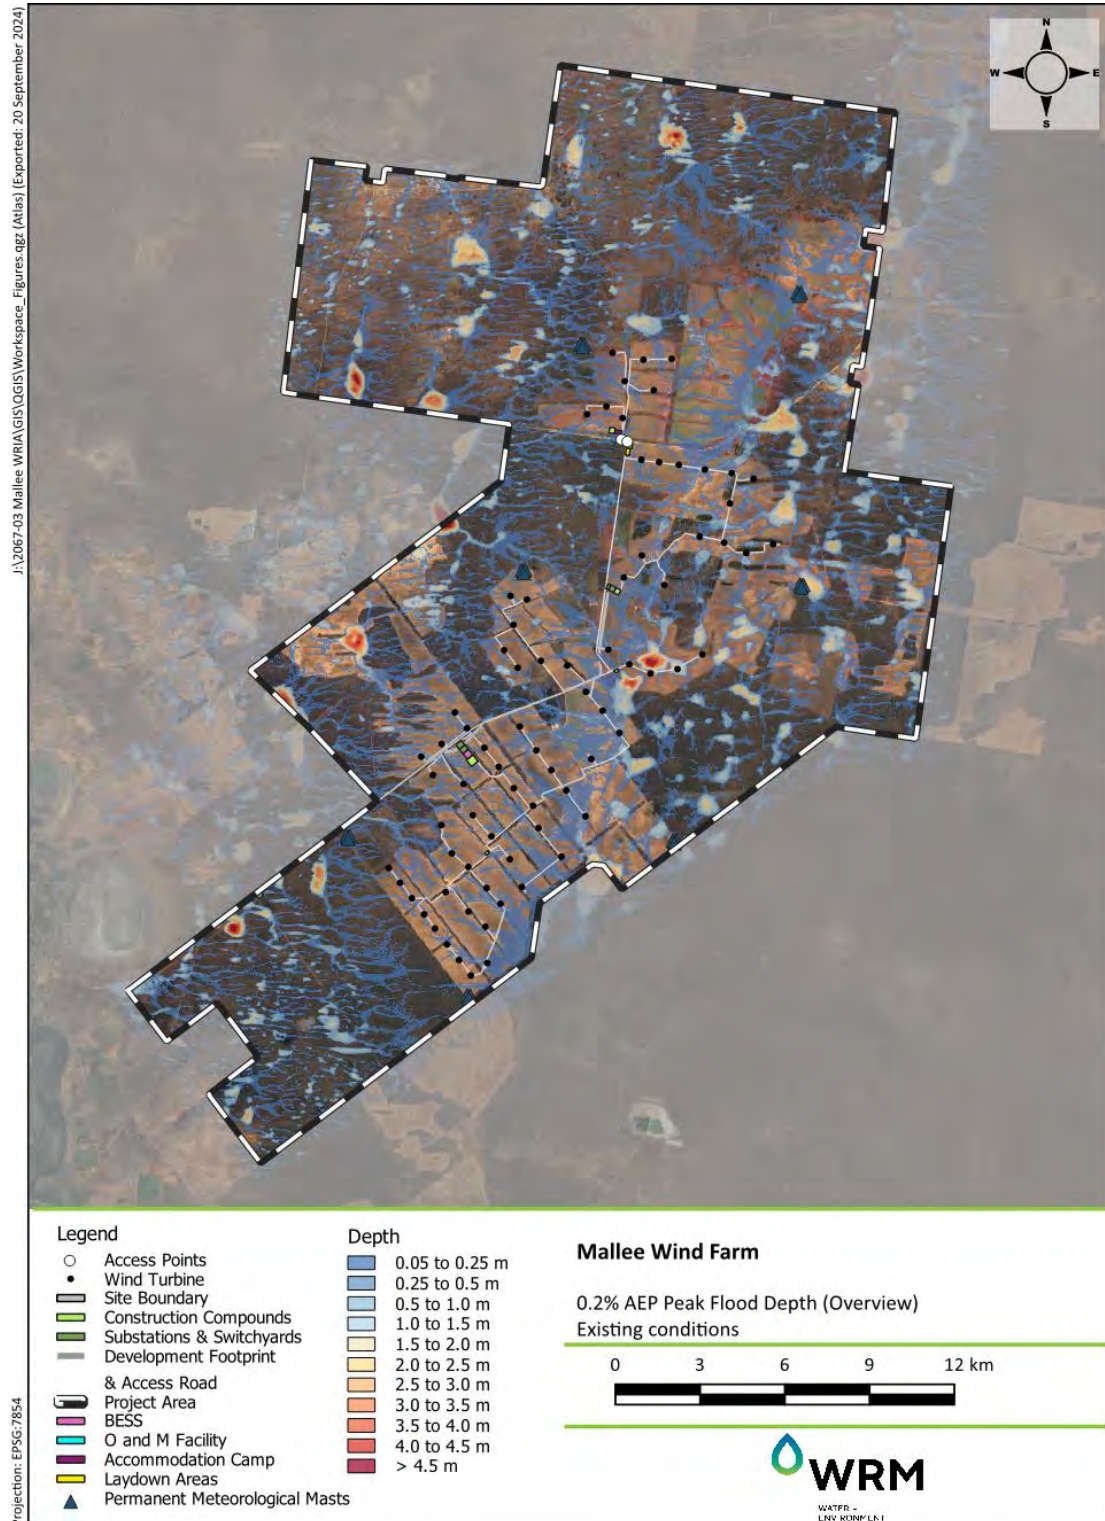 J:\2067-03 Mallee WRIA\GIS\QGIS\Workspace_Figures.qgz (Atlas) (Exported: 20 September 2024)
Projection: EPSG:7854
N
W
E
S
Legend
Access Points
Wind Turbine
Site Boundary
Construction Compounds
Substations & Switchyards
Development Footprint
& Access Road
Project Area
BESS
O and M Facility
Accommodation Camp
Laydown Areas
Permanent Meteorological Masts
Depth
0.05 to 0.25 m
0.25 to 0.5 m
0.5 to 1.0 m
1.0 to 1.5 m
1.5 to 2.0 m
2.0 to 2.5 m
2.5 to 3.0 m
3.0 to 3.5 m
3.5 to 4.0 m
4.0 to 4.5 m
> 4.5 m
Mallee Wind Farm
0.2% AEP Peak Flood Depth (Overview)
Existing conditions
0 3 6 9 12 km
WRM
WATER +
ENVIRONMENT